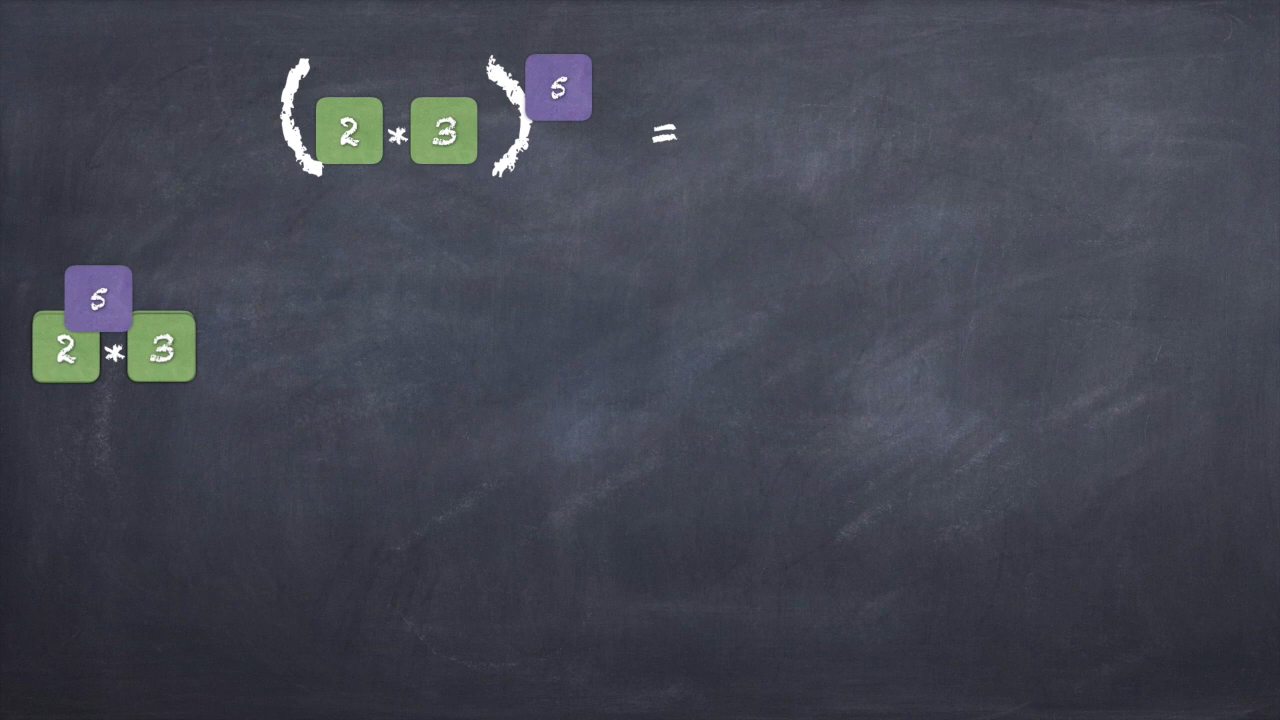 (2 * 3)⁵ =
5
2 * 3